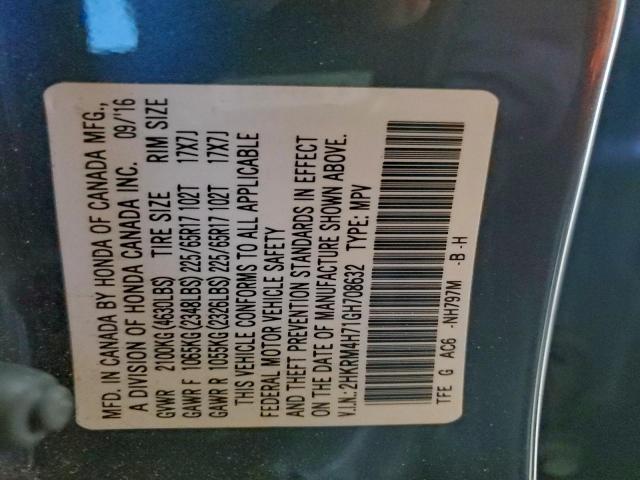 MFD. IN CANADA BY HONDA OF CANADA MFG.,
A DIVISION OF HONDA CANADA INC. 09/'16
GVWR 2100KG(4630LBS) TIRE SIZE RIM SIZE
GAWR F 1065KG(2348LBS) 225/65R17 102T 17X7J
GAWR R 1055KG(2326LBS) 225/65R17 102T 17X7J
THIS VEHICLE CONFORMS TO ALL APPLICABLE
FEDERAL MOTOR VEHICLE SAFETY
AND THEFT PREVENTION STANDARDS IN EFFECT
ON THE DATE OF MANUFACTURE SHOWN ABOVE.
V.I.N.: 2HKRM4H71GH708632 TYPE: MPV
TFE G AC6 -NH797M -B -H